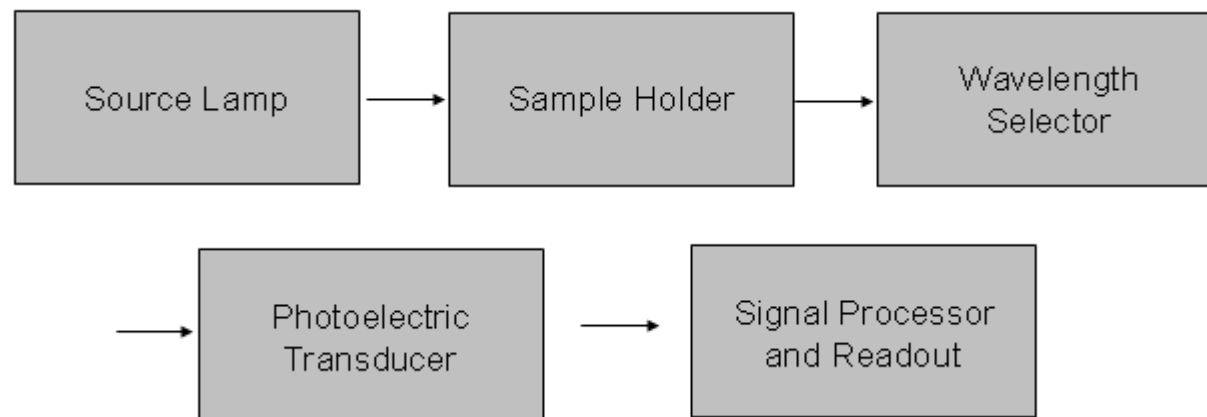 Source Lamp
Sample Holder
Wavelength
Selector
Photoelectric
Transducer
Signal Processor
and Readout